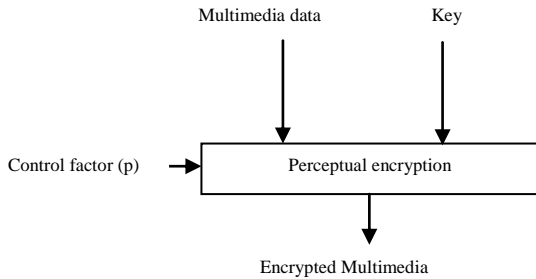 Multimedia data
Key
Control factor (p)
Perceptual encryption
Encrypted Multimedia